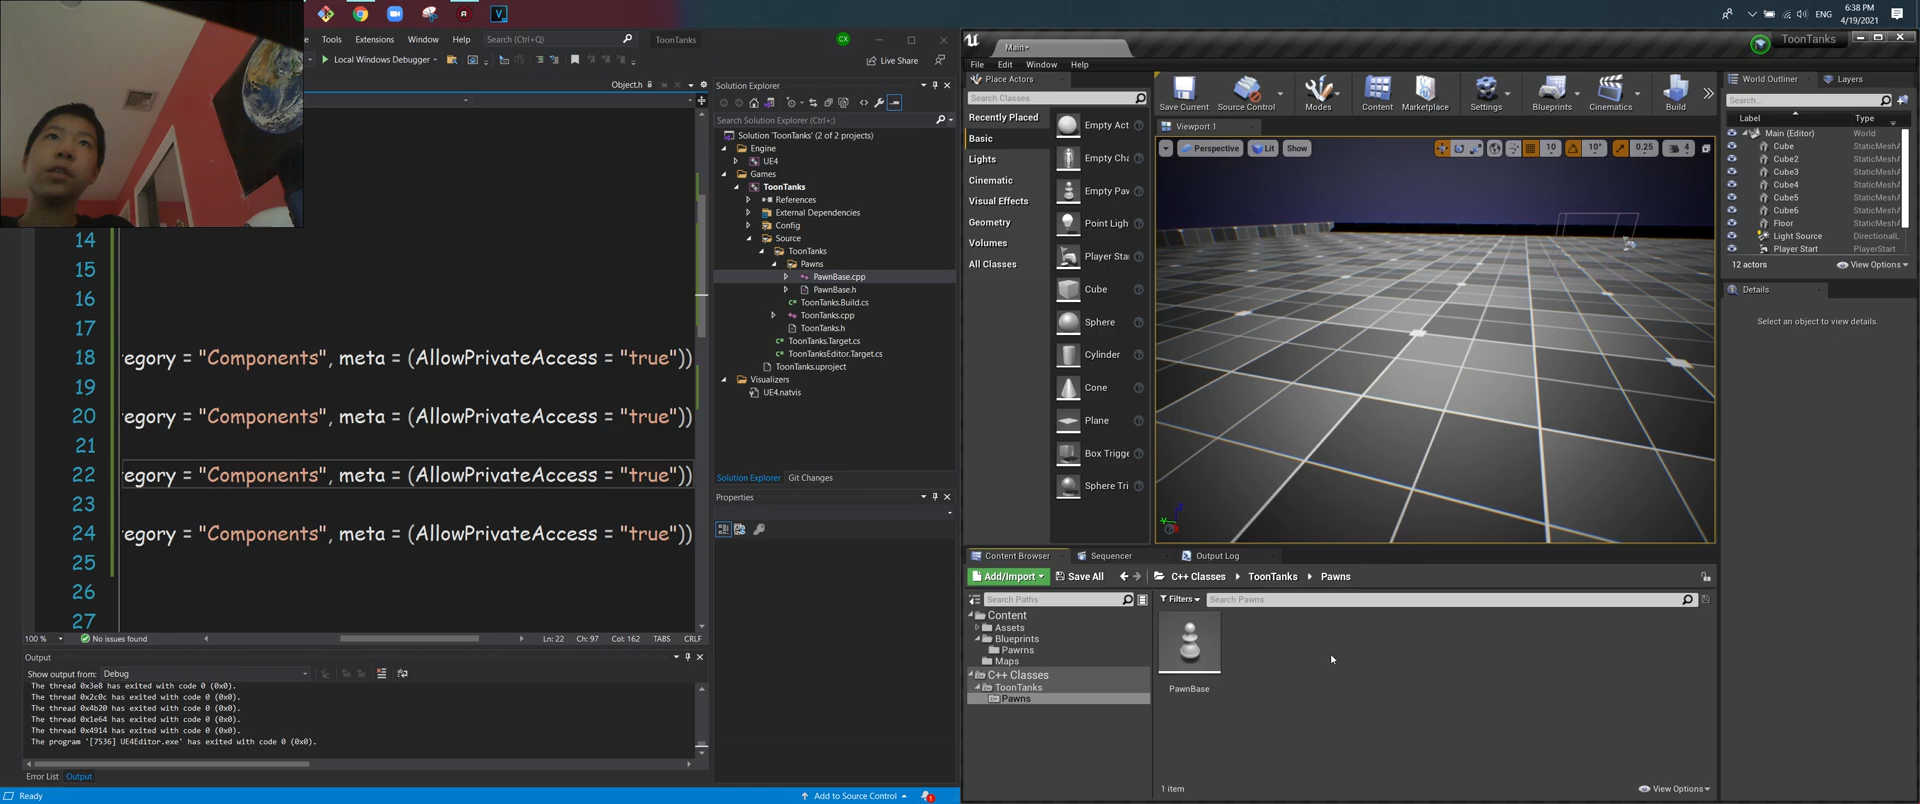 6:38 PM
ENG
4/19/2021
Tools Extensions Window Help Search (Ctrl+Q) ToonTanks CX
Local Windows Debugger Live Share
Object.h
14
15
16
17
18 egory = "Components", meta = (AllowPrivateAccess = "true"))
19
20 egory = "Components", meta = (AllowPrivateAccess = "true"))
21
22 egory = "Components", meta = (AllowPrivateAccess = "true"))
23
24 egory = "Components", meta = (AllowPrivateAccess = "true"))
25
26
27
100 % No issues found Ln: 22 Ch: 97 Col: 162 TABS CRLF
Output
Show output from: Debug
The thread 0x3e8 has exited with code 0 (0x0).
The thread 0x2c0c has exited with code 0 (0x0).
The thread 0x4b20 has exited with code 0 (0x0).
The thread 0x1e64 has exited with code 0 (0x0).
The thread 0x4914 has exited with code 0 (0x0).
The program '[7536] UE4Editor.exe' has exited with code 0 (0x0).
Error List Output
Ready Add to Source Control 1
Solution Explorer
Search Solution Explorer (Ctrl+;)
Solution 'ToonTanks' (2 of 2 projects)
Engine
UE4
Games
ToonTanks
References
External Dependencies
Config
Source
ToonTanks
Pawns
PawnBase.cpp
PawnBase.h
ToonTanks.Build.cs
ToonTanks.cpp
ToonTanks.h
ToonTanks.Target.cs
ToonTanksEditor.Target.cs
ToonTanks.uproject
Visualizers
UE4.natvis
Solution Explorer Git Changes
Properties
Main+
ToonTanks
File Edit Window Help
Place Actors
Search Classes
Recently Placed
Basic
Lights
Cinematic
Visual Effects
Geometry
Volumes
All Classes
Empty Act
Empty Cha
Empty Paw
Point Ligh
Player Sta
Cube
Sphere
Cylinder
Cone
Plane
Box Trigge
Sphere Tri
Save Current Source Control Modes Content Marketplace Settings Blueprints Cinematics Build
Viewport 1
Perspective Lit Show 10 10° 0.25 4
World Outliner Layers
Search...
Label Type
Main (Editor) World
Cube StaticMeshA
Cube2 StaticMeshA
Cube3 StaticMeshA
Cube4 StaticMeshA
Cube5 StaticMeshA
Cube6 StaticMeshA
Floor StaticMeshA
Light Source DirectionalL
Player Start PlayerStart
12 actors View Options
Details
Select an object to view details.
Content Browser Sequencer Output Log
Add/Import Save All C++ Classes ToonTanks Pawns
Search Paths
Filters Search Pawns
Content
Assets
Blueprints
Pawrns
Maps
C++ Classes
ToonTanks
Pawns
PawnBase
1 item View Options